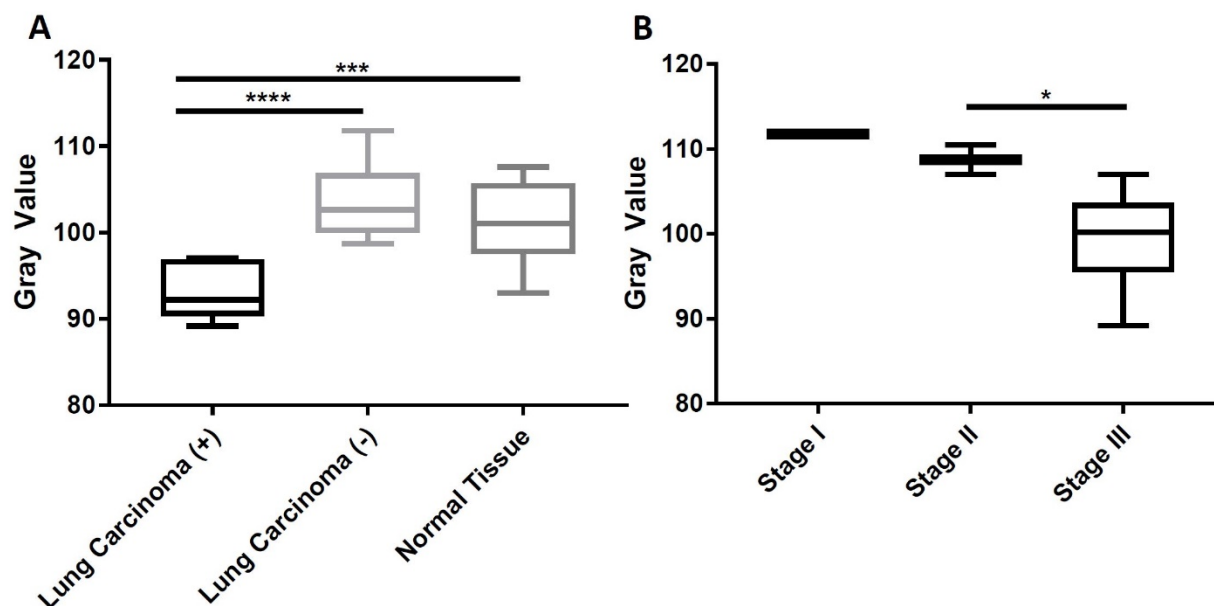 A
Gray Value
120
110
100
90
80
***
****
Lung Carcinoma (+)
Lung Carcinoma (-)
Normal Tissue
B
Gray Value
120
110
100
90
80
*
Stage I
Stage II
Stage III